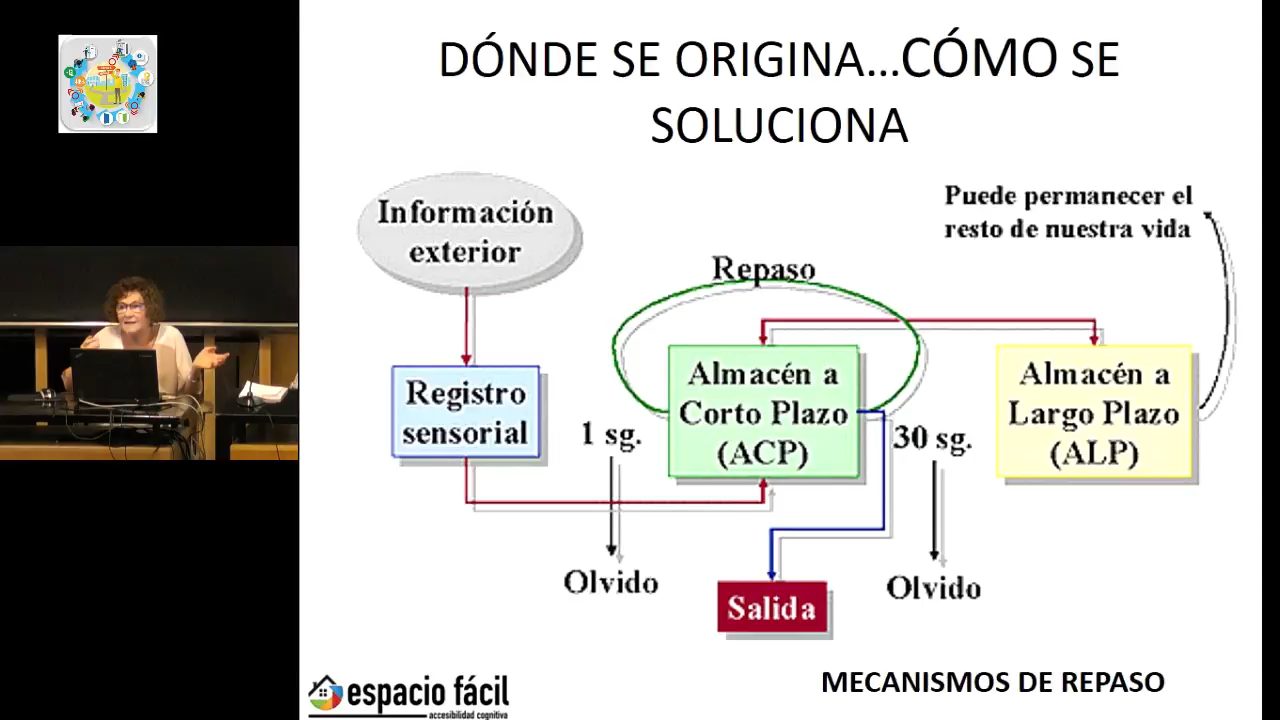 DÓNDE SE ORIGINA...CÓMO SE
SOLUCIONA
Información
exterior
Puede permanecer el
resto de nuestra vida
Repaso
Registro
sensorial
Almacén a
Corto Plazo
(ACP)
Almacén a
Largo Plazo
(ALP)
1 sg.
30 sg.
Olvido
Olvido
Salida
espacio fácil
accesibilidad cognitiva
MECANISMOS DE REPASO